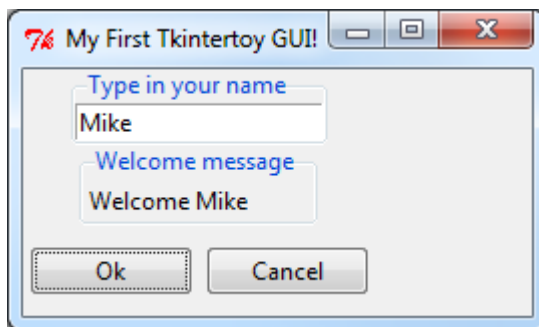 My First Tkintertoy GUI!
Type in your name
Mike
Welcome message
Welcome Mike
Ok Cancel